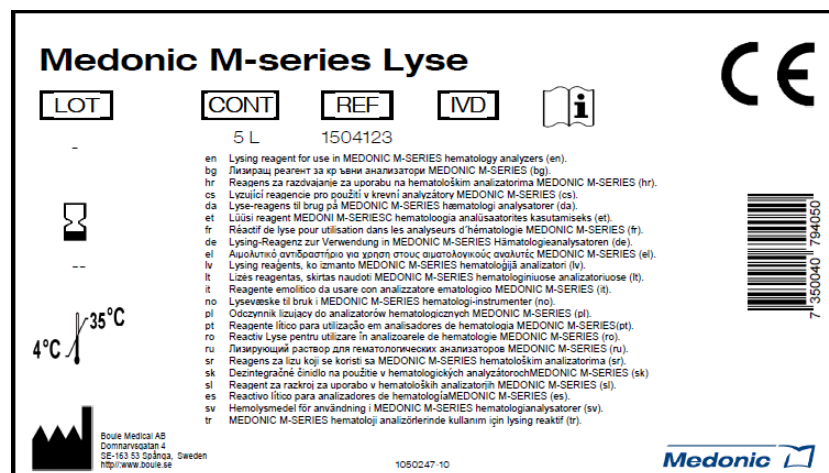 Medonic M-series Lyse
CE
LOT CONT REF IVD i
- 5 L 1504123
en Lysing reagent for use in MEDONIC M-SERIES hematology analyzers (en).
bg Лизиращ реагент за кр ъвни анализатори MEDONIC M-SERIES (bg).
hr Reagens za razdvajanje za uporabu na hematološkim analizatorima MEDONIC M-SERIES (hr).
cs Lyzující reagencie pro použití v krevní analyzátory MEDONIC M-SERIES (cs).
da Lyse-reagens til brug på MEDONIC M-SERIES hæmatologi analysatorer (da).
et Lüüsi reagent MEDONI M-SERIESC hematoloogia analüsaatorites kasutamiseks (et).
fr Réactif de lyse pour utilisation dans les analyseurs d´hématologie MEDONIC M-SERIES (fr).
de Lysing-Reagenz zur Verwendung in MEDONIC M-SERIES Hämatologieanalysatoren (de).
el Αιμολυτικό αντιδραστήριο για χρηση στους αιματολογικούς αναλυτές MEDONIC M-SERIES (el).
lv Lysing reaģents, ko izmanto MEDONIC M-SERIES hematoloģijā analizatori (lv).
lt Lizės reagentas, skirtas naudoti MEDONIC M-SERIES hematologiniuose analizatoriuose (lt).
it Reagente emolitico da usare con analizzatore ematologico MEDONIC M-SERIES (it).
no Lysevæske til bruk i MEDONIC M-SERIES hematologi-instrumenter (no).
pl Odczynnik lizujący do analizatorów hematologicznych MEDONIC M-SERIES (pl).
pt Reagente lítico para utilização em analisadores de hematologia MEDONIC M-SERIES(pt).
ro Reactiv Lyse pentru utilizare în analizoarele de hematologie MEDONIC M-SERIES (ro).
ru Лизирующий раствор для гематологических анализаторов MEDONIC M-SERIES (ru).
sr Reagens za lizu koji se koristi sa MEDONIC M-SERIES hematološkim analizatorima (sr).
sk Dezintegračné činidlo na použitie v hematologických analyzátorochMEDONIC M-SERIES (sk)
sl Reagent za razkroj za uporabo v hematoloških analizatorjih MEDONIC M-SERIES (sl).
es Reactivo lítico para analizadores de hematologíaMEDONIC M-SERIES (es).
sv Hemolysmedel för användning i MEDONIC M-SERIES hematologianalysatorer (sv).
tr MEDONIC M-SERIES hematoloji analizörlerinde kullanım için lysing reaktif (tr).
--
35°C
4°C
7 350040 794050
Boule Medical AB
Domnarvsgatan 4
SE-163 53 Spånga, Sweden
http//:www.boule.se
1050247-10
Medonic